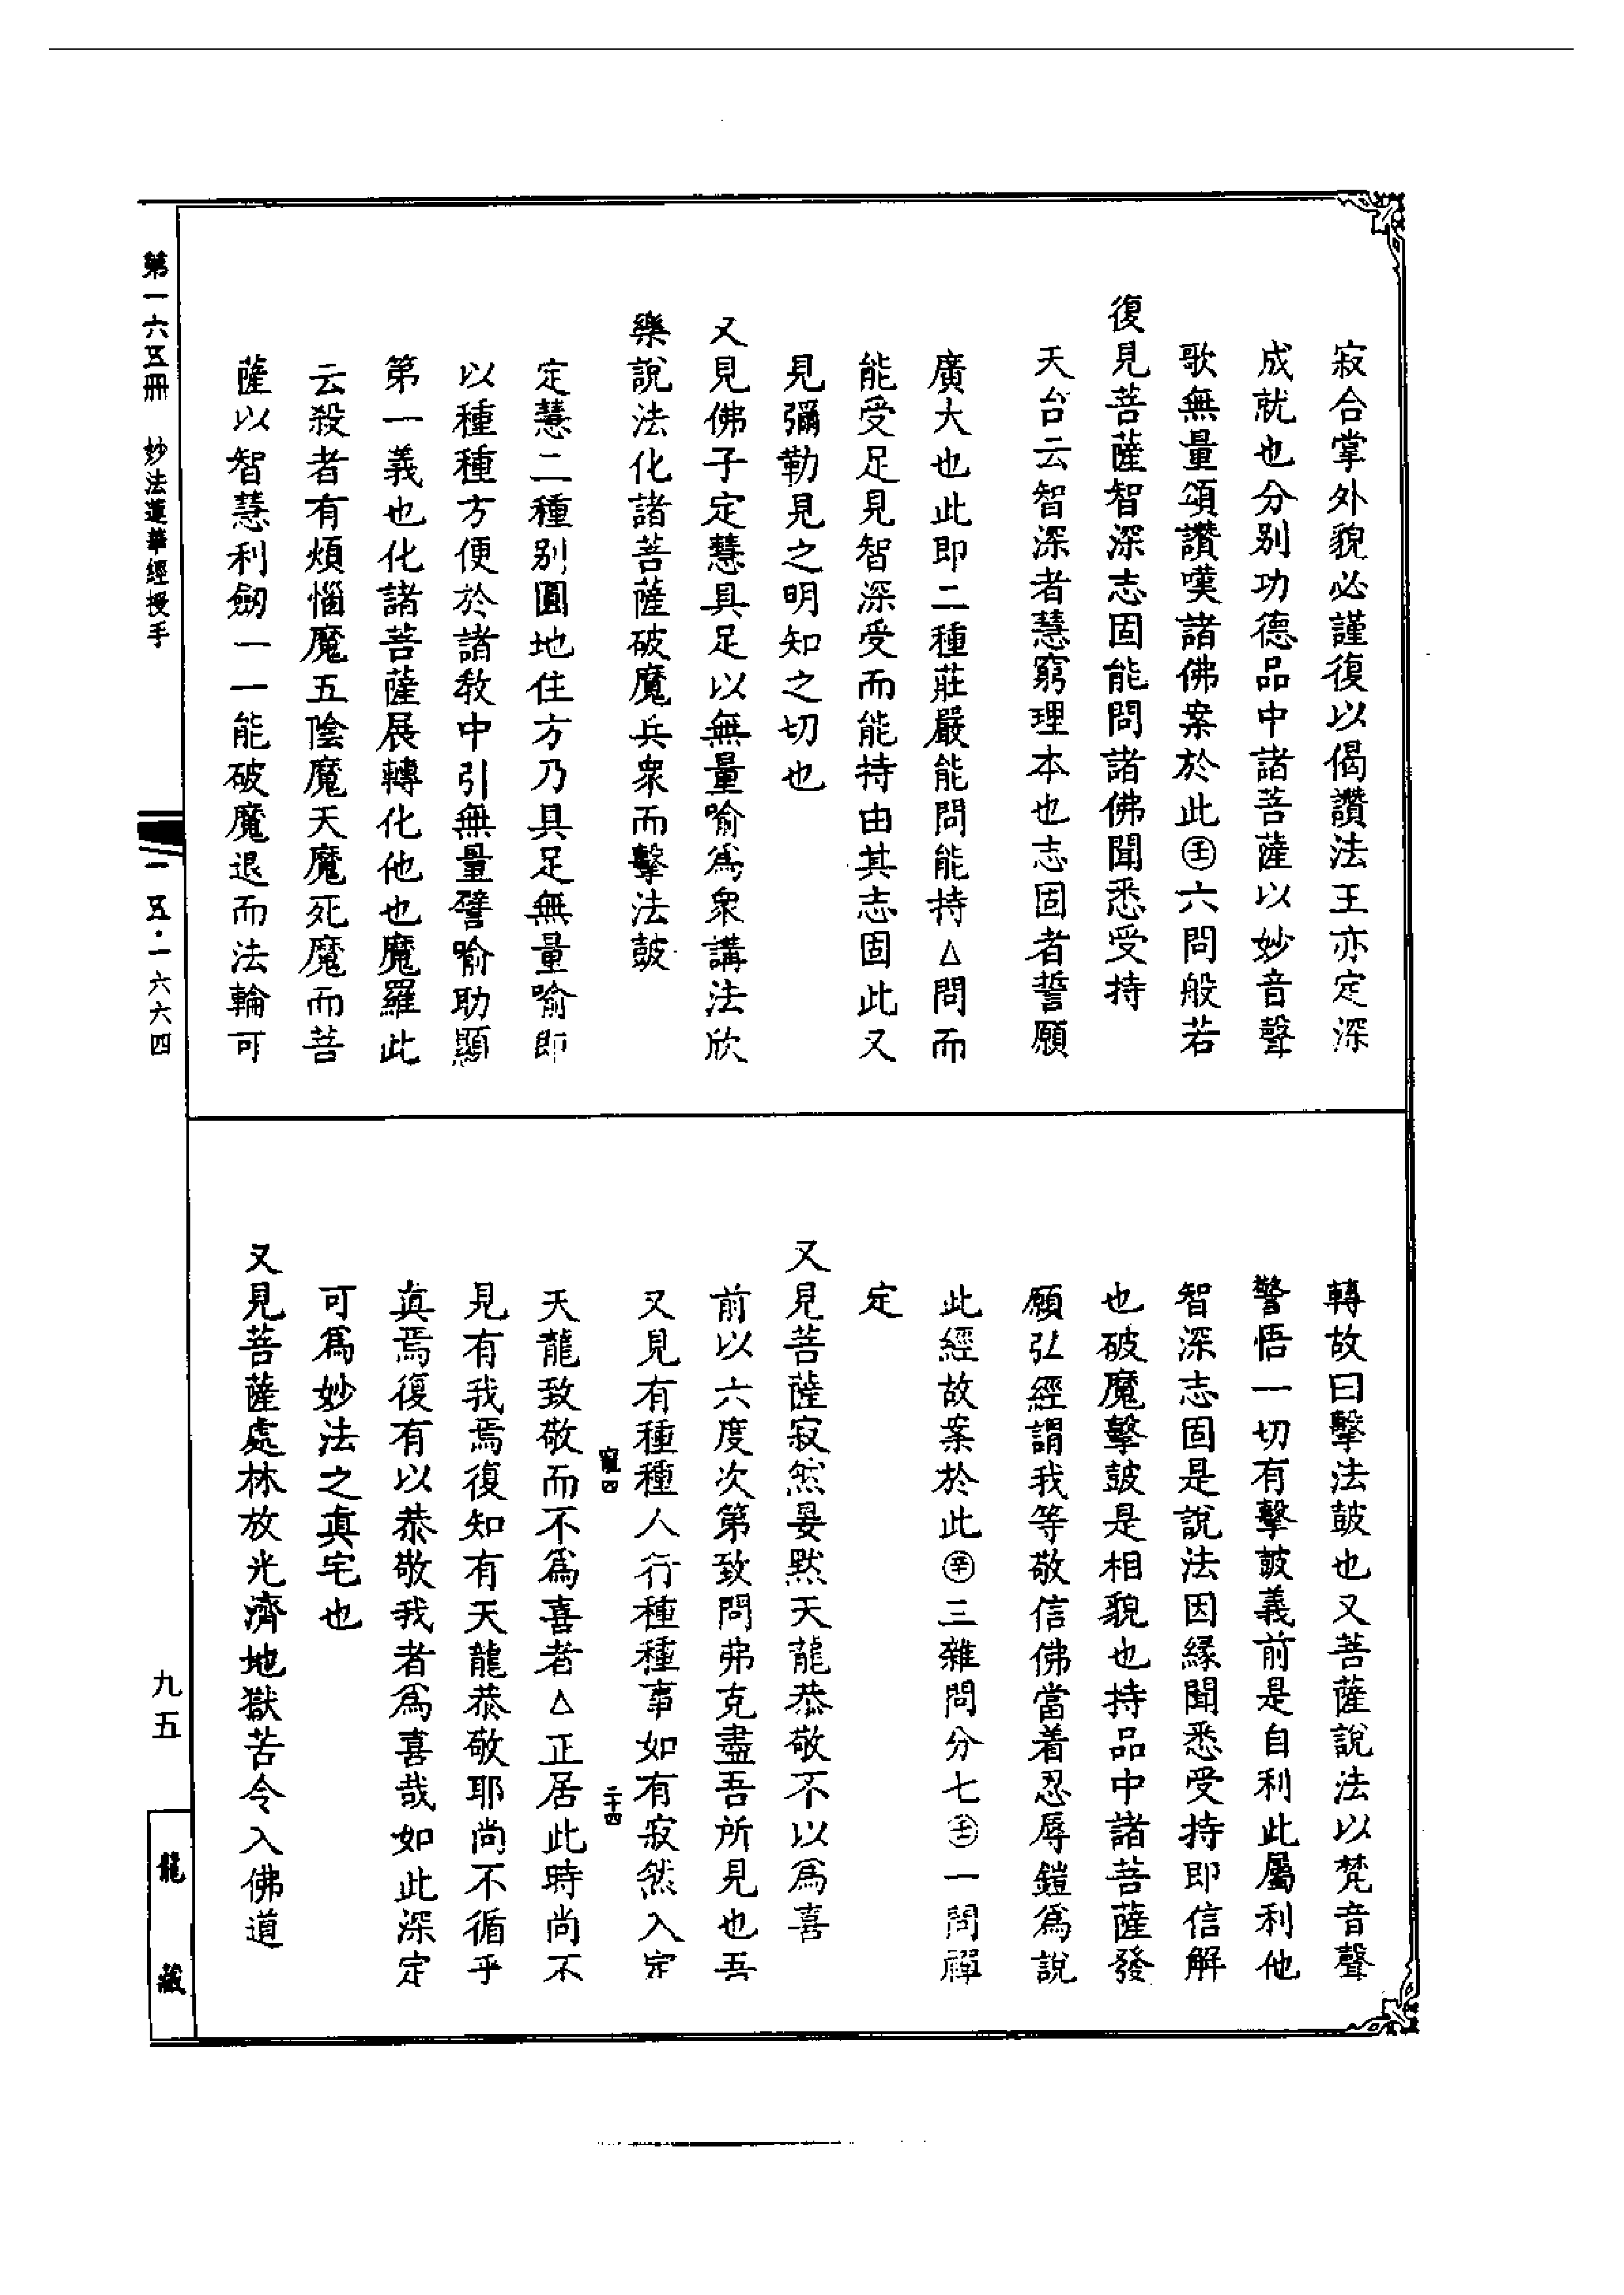 寂合掌外貌必謹復以偈讚法王亦定深
成就也分别功德品中諸菩薩以妙音聲
歌無量頌讚嘆諸佛案於此㊣六問般若
復見菩薩智深志固能問諸佛聞悉受持
天台云智深者慧窮理本也志固者誓願
廣大也此即二種莊嚴能問能持△問而
能受足見智深受而能持由其志固此又
見彌勒見之明知之切也
又見佛子定慧具足以無量喻爲衆講法欣
樂說法化諸菩薩破魔兵衆而擊法鼓
定慧二種别圓地住方乃具足無量喻即
以種種方便於諸教中引無量譬喻助顯
第一義也化諸菩薩展轉化他也魔羅此
云殺者有煩惱魔五陰魔天魔死魔而菩
薩以智慧利劒一一能破魔退而法輪可
轉故曰擊法鼓也又菩薩說法以梵音聲
警悟一切有擊鼓義前是自利此屬利他
智深志固是說法因緣聞悉受持即信解
也破魔擊鼓是相貌也持品中諸菩薩發
願弘經謂我等敬信佛當着忍辱鎧爲說
此經故案於此辛三雜問分七壬一問禪
定
又見菩薩寂然晏默天龍恭敬不以爲喜
前以六度次第致問弗克盡吾所見也吾
又見有種種人行種種事如有寂然入定
寵四 二十四
天龍致敬而不爲喜者△正居此時尚不
見有我焉復知有天龍恭敬耶尚不循乎
眞焉復有以恭敬我者爲喜哉如此深定
可爲妙法之眞宅也
又見菩薩處林放光濟地獄苦令入佛道
第一六五冊 妙法蓮華經授手
一五·一六六四
九五
龍藏